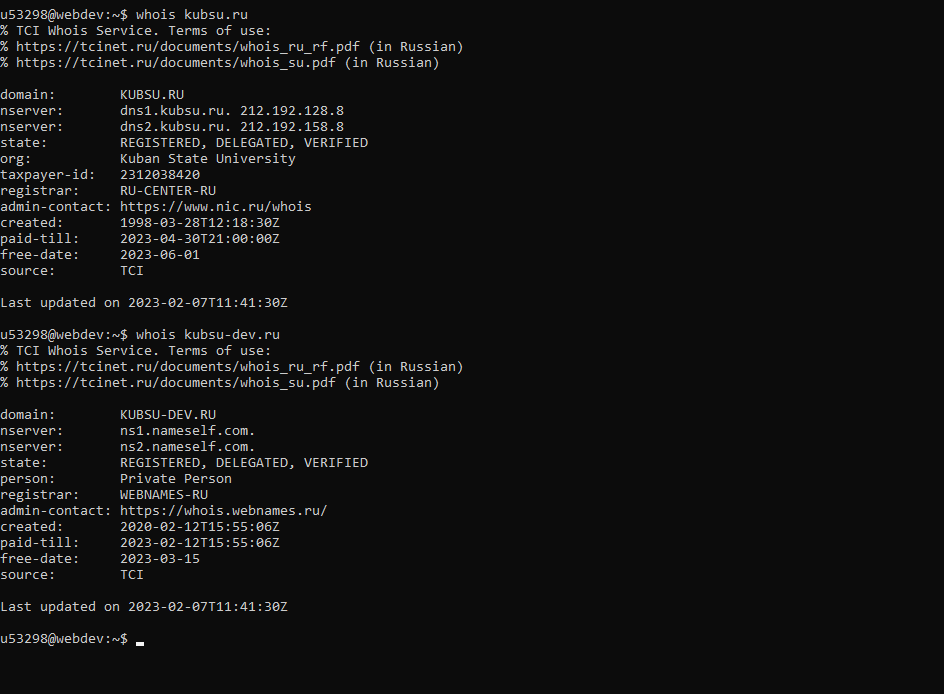 u53298@webdev:~$ whois kubsu.ru
% TCI Whois Service. Terms of use:
% https://tcinet.ru/documents/whois_ru_rf.pdf (in Russian)
% https://tcinet.ru/documents/whois_su.pdf (in Russian)
domain:        KUBSU.RU
nserver:       dns1.kubsu.ru. 212.192.128.8
nserver:       dns2.kubsu.ru. 212.192.158.8
state:         REGISTERED, DELEGATED, VERIFIED
org:           Kuban State University
taxpayer-id:   2312038420
registrar:     RU-CENTER-RU
admin-contact: https://www.nic.ru/whois
created:       1998-03-28T12:18:30Z
paid-till:     2023-04-30T21:00:00Z
free-date:     2023-06-01
source:        TCI
Last updated on 2023-02-07T11:41:30Z
u53298@webdev:~$ whois kubsu-dev.ru
% TCI Whois Service. Terms of use:
% https://tcinet.ru/documents/whois_ru_rf.pdf (in Russian)
% https://tcinet.ru/documents/whois_su.pdf (in Russian)
domain:        KUBSU-DEV.RU
nserver:       ns1.nameself.com.
nserver:       ns2.nameself.com.
state:         REGISTERED, DELEGATED, VERIFIED
person:        Private Person
registrar:     WEBNAMES-RU
admin-contact: https://whois.webnames.ru/
created:       2020-02-12T15:55:06Z
paid-till:     2023-02-12T15:55:06Z
free-date:     2023-03-15
source:        TCI
Last updated on 2023-02-07T11:41:30Z
u53298@webdev:~$